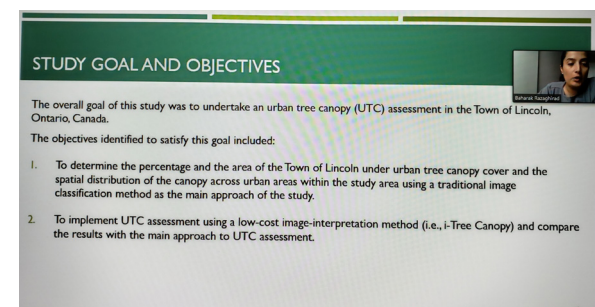 STUDY GOAL AND OBJECTIVES
Baharak Razaghirad
The overall goal of this study was to undertake an urban tree canopy (UTC) assessment in the Town of Lincoln,
Ontario, Canada.
The objectives identified to satisfy this goal included:
1. To determine the percentage and the area of the Town of Lincoln under urban tree canopy cover and the
spatial distribution of the canopy across urban areas within the study area using a traditional image
classification method as the main approach of the study.
2. To implement UTC assessment using a low-cost image-interpretation method (i.e., i-Tree Canopy) and compare
the results with the main approach to UTC assessment.